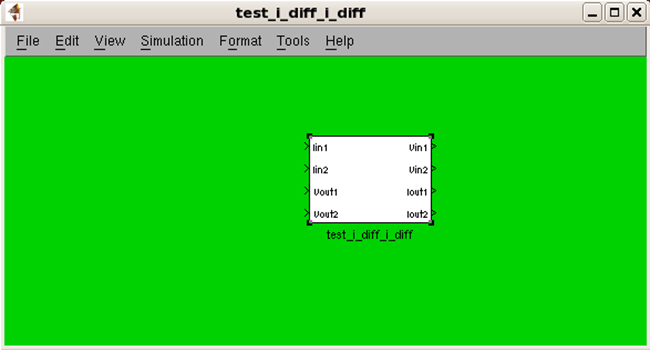 test_i_diff_i_diff
File Edit View Simulation Format Tools Help
Iin1 Vin1
Iin2 Vin2
Vout1 Iout1
Vout2 Iout2
test_i_diff_i_diff